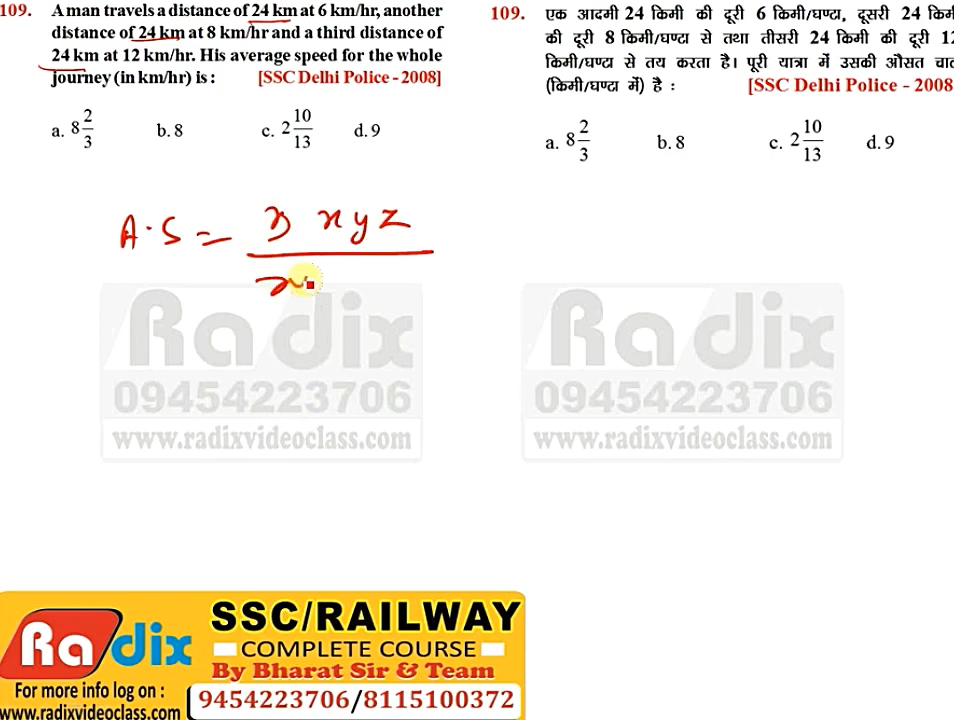 109. A man travels a distance of 24 km at 6 km/hr, another
distance of 24 km at 8 km/hr and a third distance of
24 km at 12 km/hr. His average speed for the whole
journey (in km/hr) is : [SSC Delhi Police - 2008]
a. 8 2/3 b. 8 c. 2 10/13 d. 9
109. एक आदमी 24 किमी की दूरी 6 किमी/घण्टा, दूसरी 24 किमी
की दूरी 8 किमी/घण्टा से तथा तीसरी 24 किमी की दूरी 12
किमी/घण्टा से तय करता है। पूरी यात्रा में उसकी औसत चा
(किमी/घण्टा में) है : [SSC Delhi Police - 2008
a. 8 2/3 b. 8 c. 2 10/13 d. 9
A.S = 3 x y z
x
Radix
09454223706
www.radixvideoclass.com
Radix
09454223706
www.radixvideoclass.com
Radix
For more info log on :
www.radixvideoclass.com
SSC/RAILWAY
COMPLETE COURSE
By Bharat Sir & Team
9454223706/8115100372